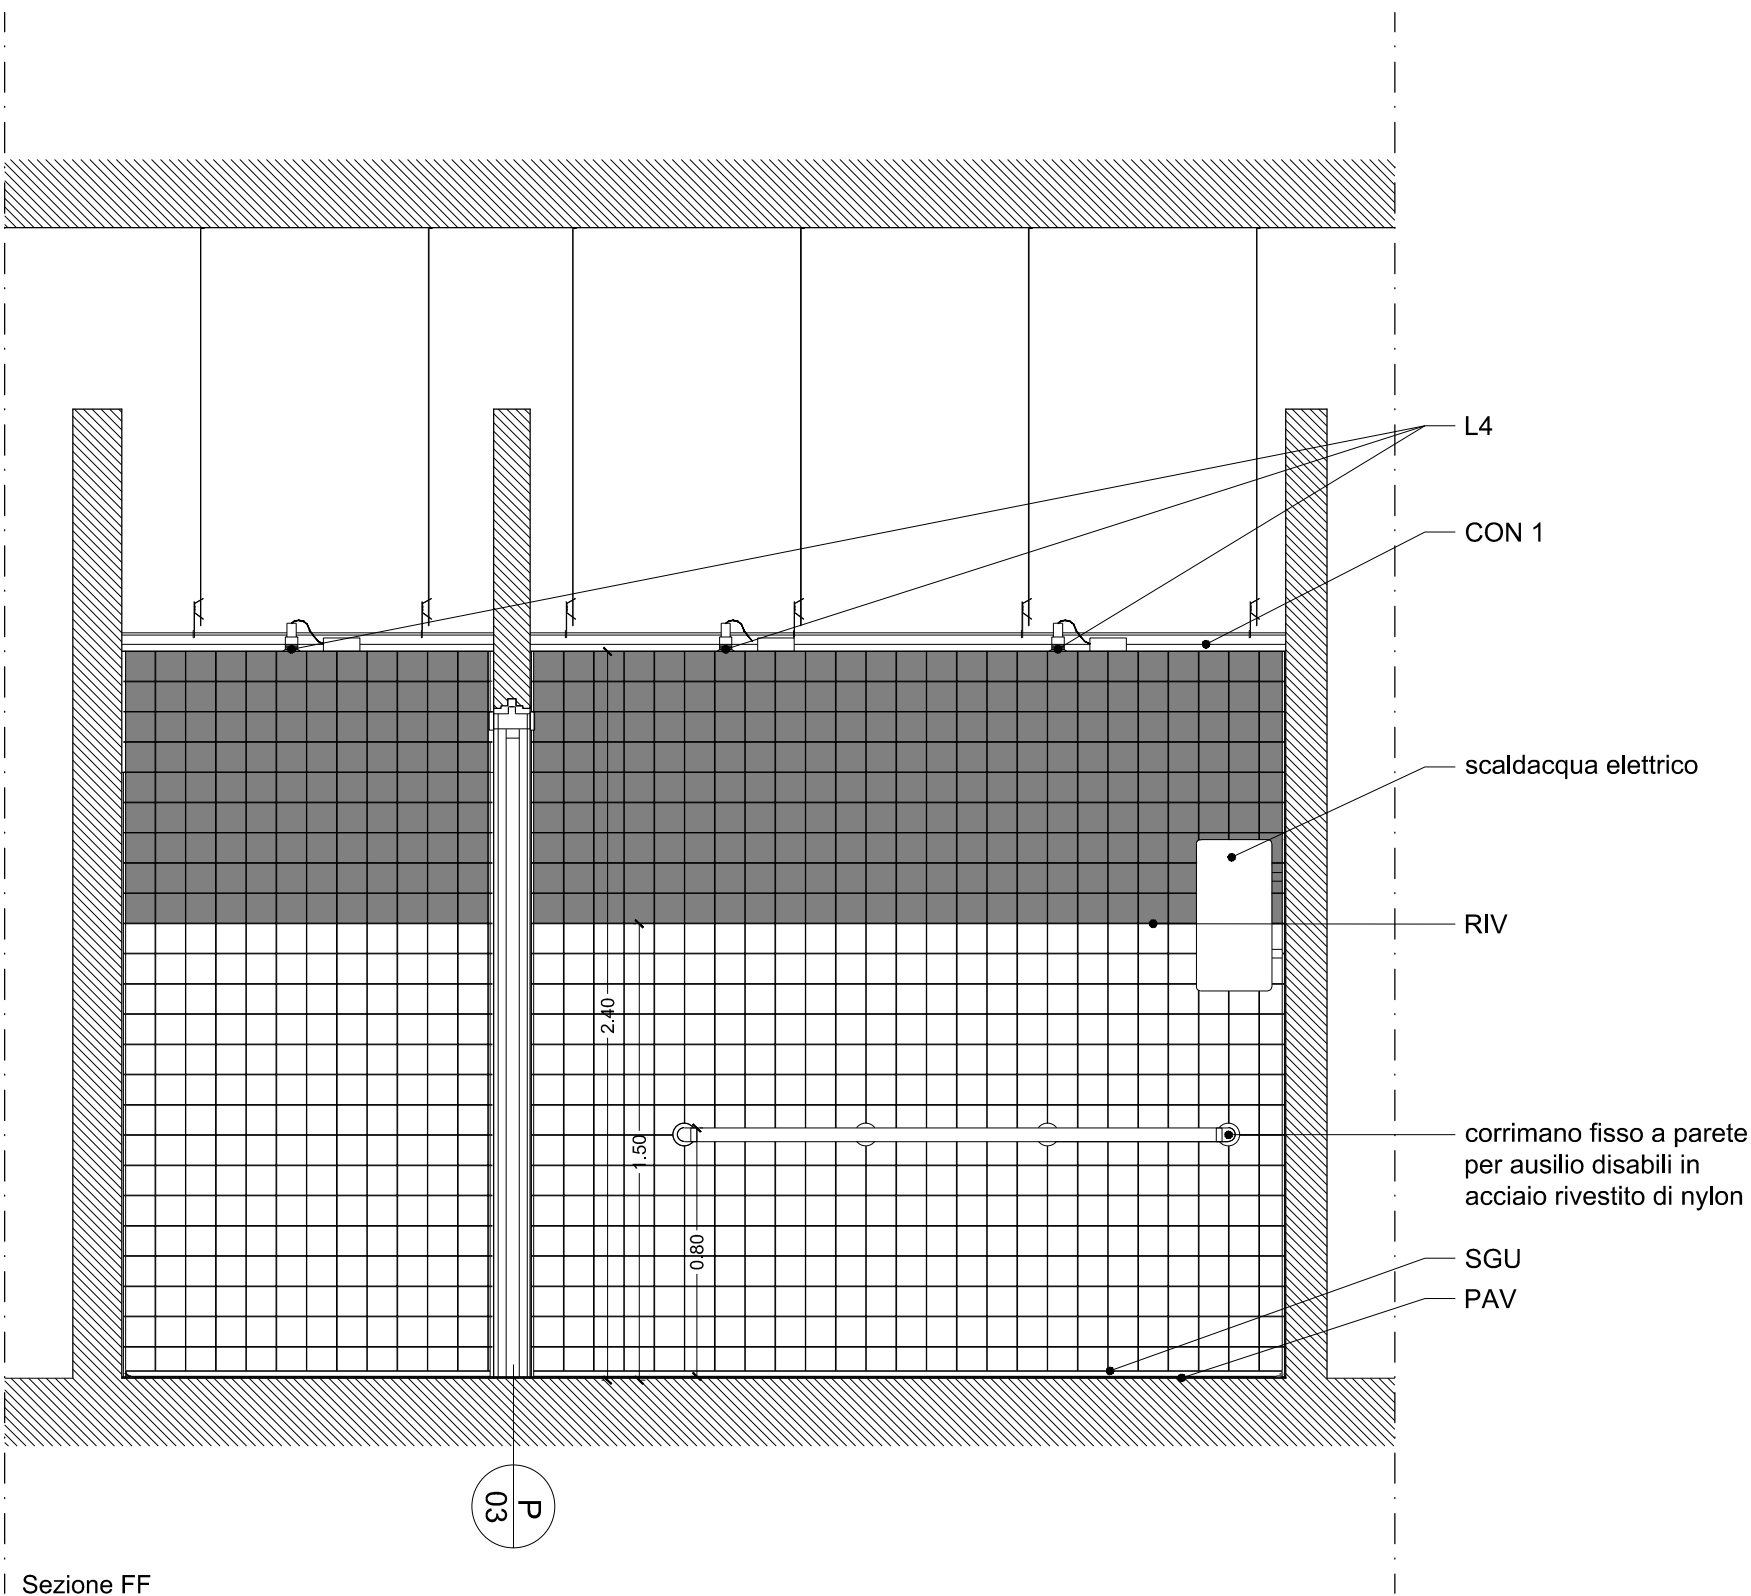 L4
CON 1
scaldacqua elettrico
RIV
2.40
1.50
corrimano fisso a parete
per ausilio disabili in
acciaio rivestito di nylon
0.80
SGU
PAV
P
03
Sezione FF